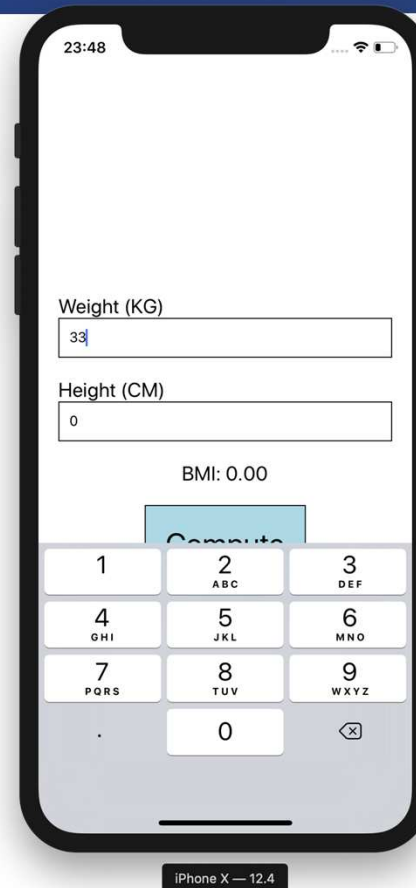 23:48
Weight (KG)
33
Height (CM)
0
BMI: 0.00
Compute
1 2 3
ABC DEF
4 5 6
GHI JKL MNO
7 8 9
PQRS TUV WXYZ
. 0
iPhone X — 12.4